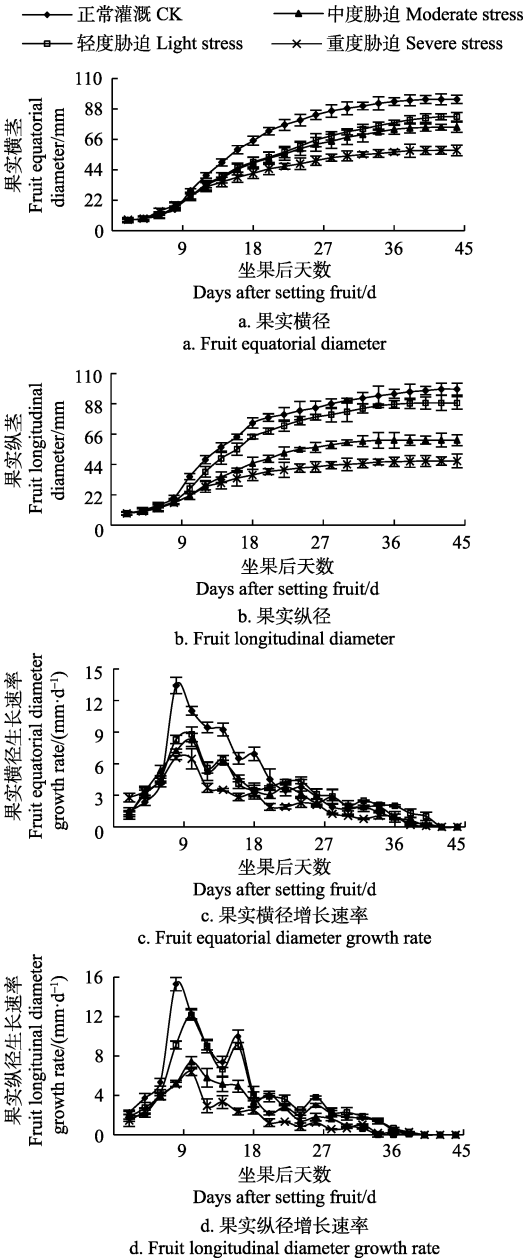 正常灌溉 CK
中度胁迫 Moderate stress
轻度胁迫 Light stress
重度胁迫 Severe stress
果实横茎
Fruit equatorial
diameter/mm
110
88
66
44
22
0
9
18
27
36
45
坐果后天数
Days after setting fruit/d
a. 果实横径
a. Fruit equatorial diameter
果实纵茎
Fruit longitudinal
diameter/mm
110
88
66
44
22
0
9
18
27
36
45
坐果后天数
Days after setting fruit/d
b. 果实纵径
b. Fruit longitudinal diameter
果实横径生长速率
Fruit equatorial diameter
growth rate/(mm·d⁻¹)
15
12
9
6
3
0
9
18
27
36
45
坐果后天数
Days after setting fruit/d
c. 果实横径增长速率
c. Fruit equatorial diameter growth rate
果实纵径生长速率
Fruit longituinal diameter
growth rate/(mm·d⁻¹)
16
12
8
4
0
9
18
27
36
45
坐果后天数
Days after setting fruit/d
d. 果实纵径增长速率
d. Fruit longitudinal diameter growth rate